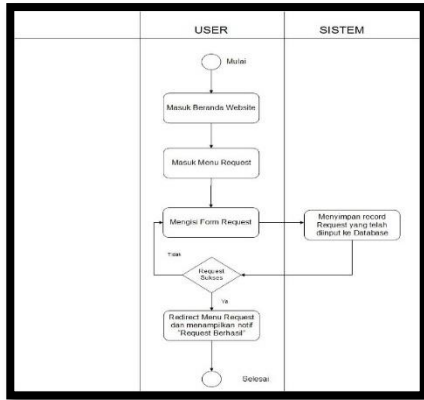 USER
SISTEM
Mulai
Masuk Beranda Website
Masuk Menu Request
Mengisi Form Request
Menyimpan record
Request yang telah
diinput ke Database
Tidak
Request
Sukses
Ya
Redirect Menu Request
dan menampilkan notif
"Request Berhasil"
Selesai